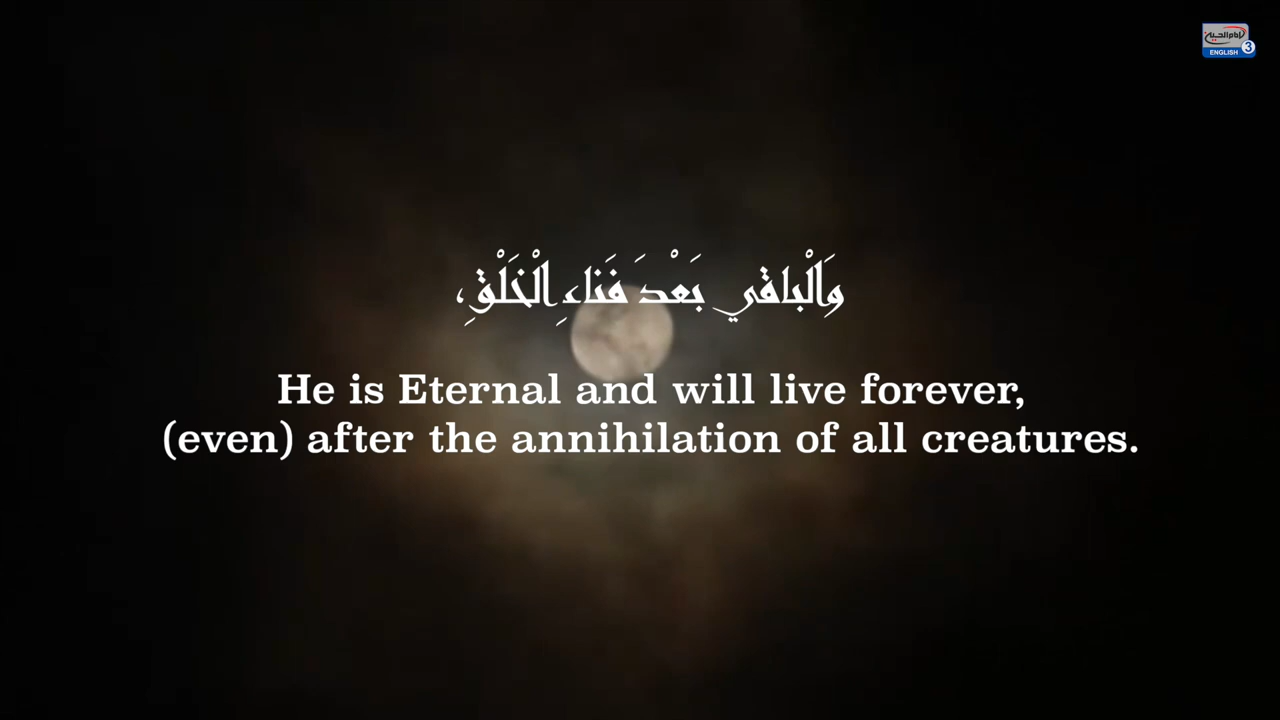 وَالْباقي بَعْدَ فَناءِ الْخَلْقِ،
He is Eternal and will live forever,
(even) after the annihilation of all creatures.
ENGLISH 3